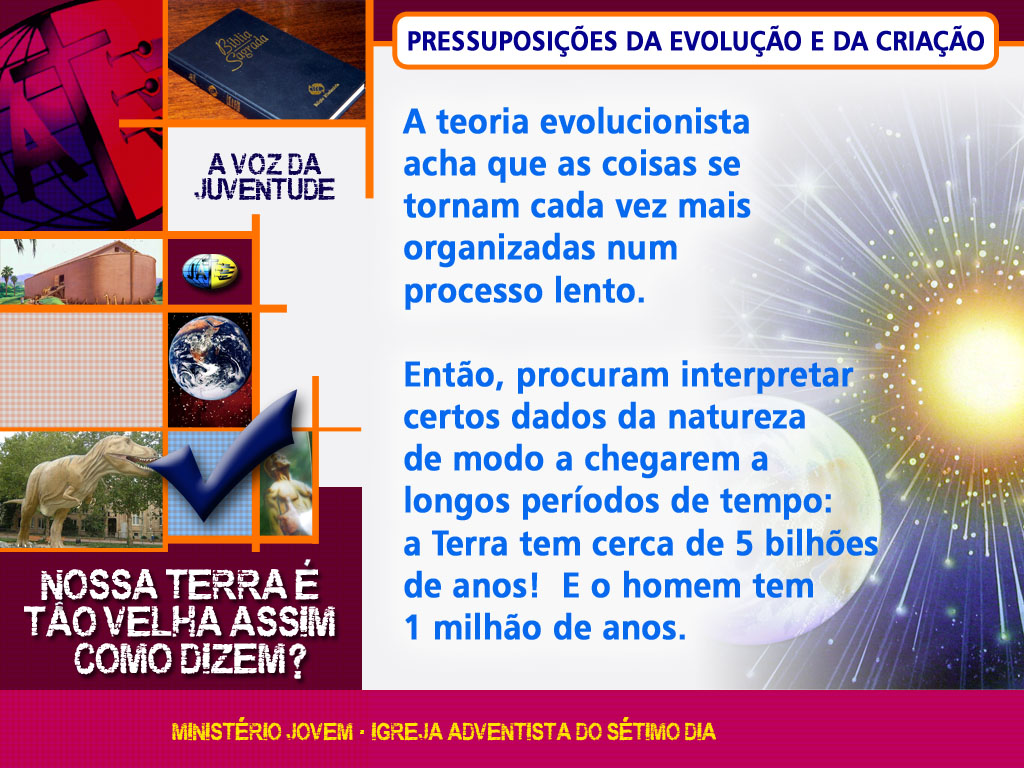 PRESSUPOSIÇÕES DA EVOLUÇÃO E DA CRIAÇÃO
Bíblia
Sagrada
A VOZ DA
JUVENTUDE
A teoria evolucionista
acha que as coisas se
tornam cada vez mais
organizadas num
processo lento.
Então, procuram interpretar
certos dados da natureza
de modo a chegarem a
longos períodos de tempo:
a Terra tem cerca de 5 bilhões
de anos!  E o homem tem
1 milhão de anos.
NOSSA TERRA É
TÃO VELHA ASSIM
COMO DIZEM?
MINISTÉRIO JOVEM - IGREJA ADVENTISTA DO SÉTIMO DIA